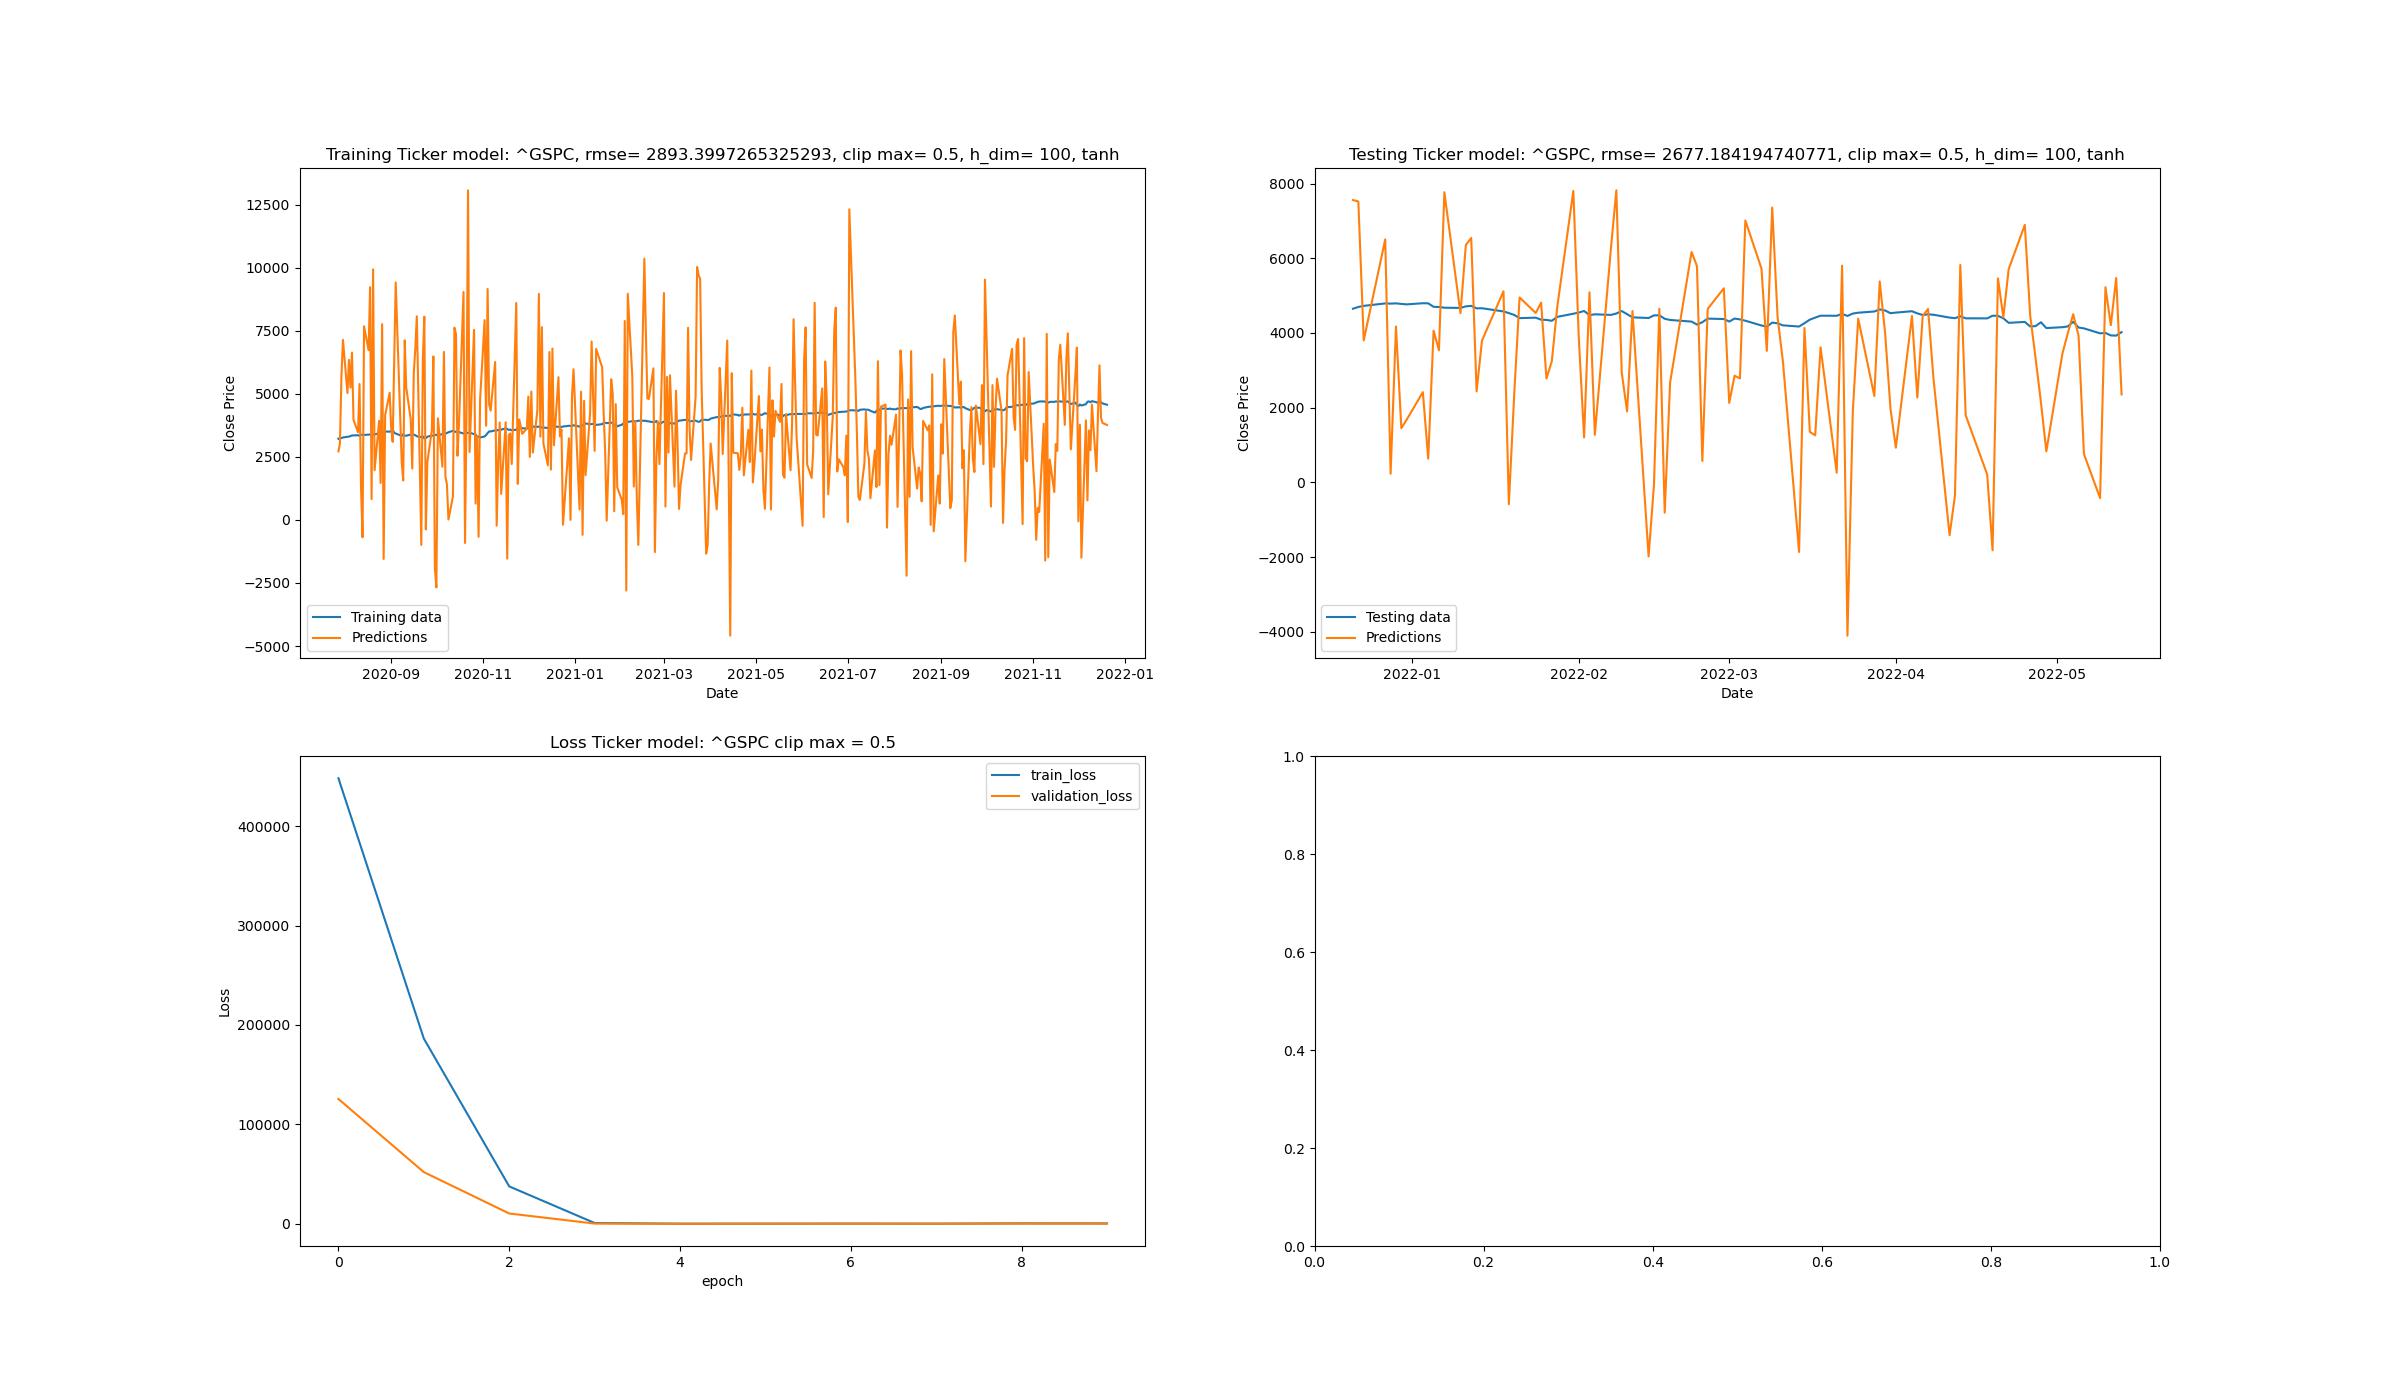 Training Ticker model: ^GSPC, rmse= 2893.3997265325293, clip max= 0.5, h_dim= 100, tanh
12500
10000
7500
5000
2500
0
−2500
−5000
Close Price
Training data
Predictions
2020-09 2020-11 2021-01 2021-03 2021-05 2021-07 2021-09 2021-11 2022-01
Date
Testing Ticker model: ^GSPC, rmse= 2677.184194740771, clip max= 0.5, h_dim= 100, tanh
8000
6000
4000
2000
0
−2000
−4000
Close Price
Testing data
Predictions
2022-01 2022-02 2022-03 2022-04 2022-05
Date
Loss Ticker model: ^GSPC clip max = 0.5
train_loss
validation_loss
400000
300000
200000
100000
0
Loss
0 2 4 6 8
epoch
1.0
0.8
0.6
0.4
0.2
0.0
0.0 0.2 0.4 0.6 0.8 1.0